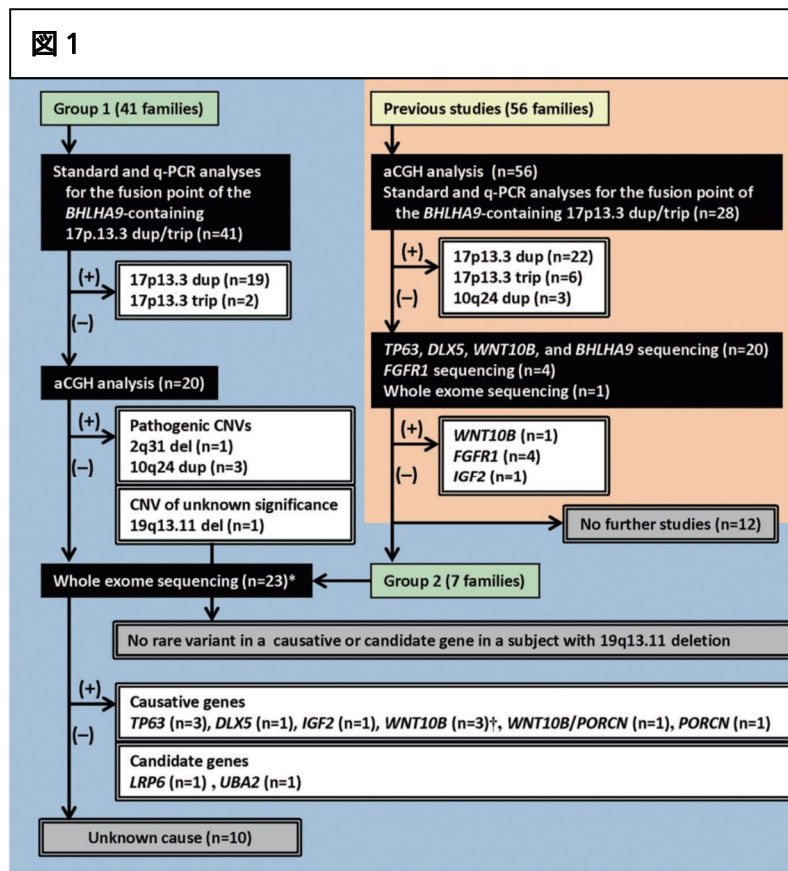 図 1
Group 1 (41 families)
Standard and q-PCR analyses
for the fusion point of the
BHLHA9-containing
17p.13.3 dup/trip (n=41)
(+)
17p13.3 dup (n=19)
17p13.3 trip (n=2)
(−)
aCGH analysis (n=20)
(+)
Pathogenic CNVs
2q31 del (n=1)
10q24 dup (n=3)
(−)
CNV of unknown significance
19q13.11 del (n=1)
Previous studies (56 families)
aCGH analysis (n=56)
Standard and q-PCR analyses for the fusion point of
the BHLHA9-containing 17p13.3 dup/trip (n=28)
(+)
17p13.3 dup (n=22)
17p13.3 trip (n=6)
10q24 dup (n=3)
(−)
TP63, DLX5, WNT10B, and BHLHA9 sequencing (n=20)
FGFR1 sequencing (n=4)
Whole exome sequencing (n=1)
(+)
WNT10B (n=1)
FGFR1 (n=4)
IGF2 (n=1)
(−)
No further studies (n=12)
Whole exome sequencing (n=23)*
Group 2 (7 families)
No rare variant in a causative or candidate gene in a subject with 19q13.11 deletion
(+)
Causative genes
TP63 (n=3), DLX5 (n=1), IGF2 (n=1), WNT10B (n=3)†, WNT10B/PORCN (n=1), PORCN (n=1)
(−)
Candidate genes
LRP6 (n=1) , UBA2 (n=1)
Unknown cause (n=10)